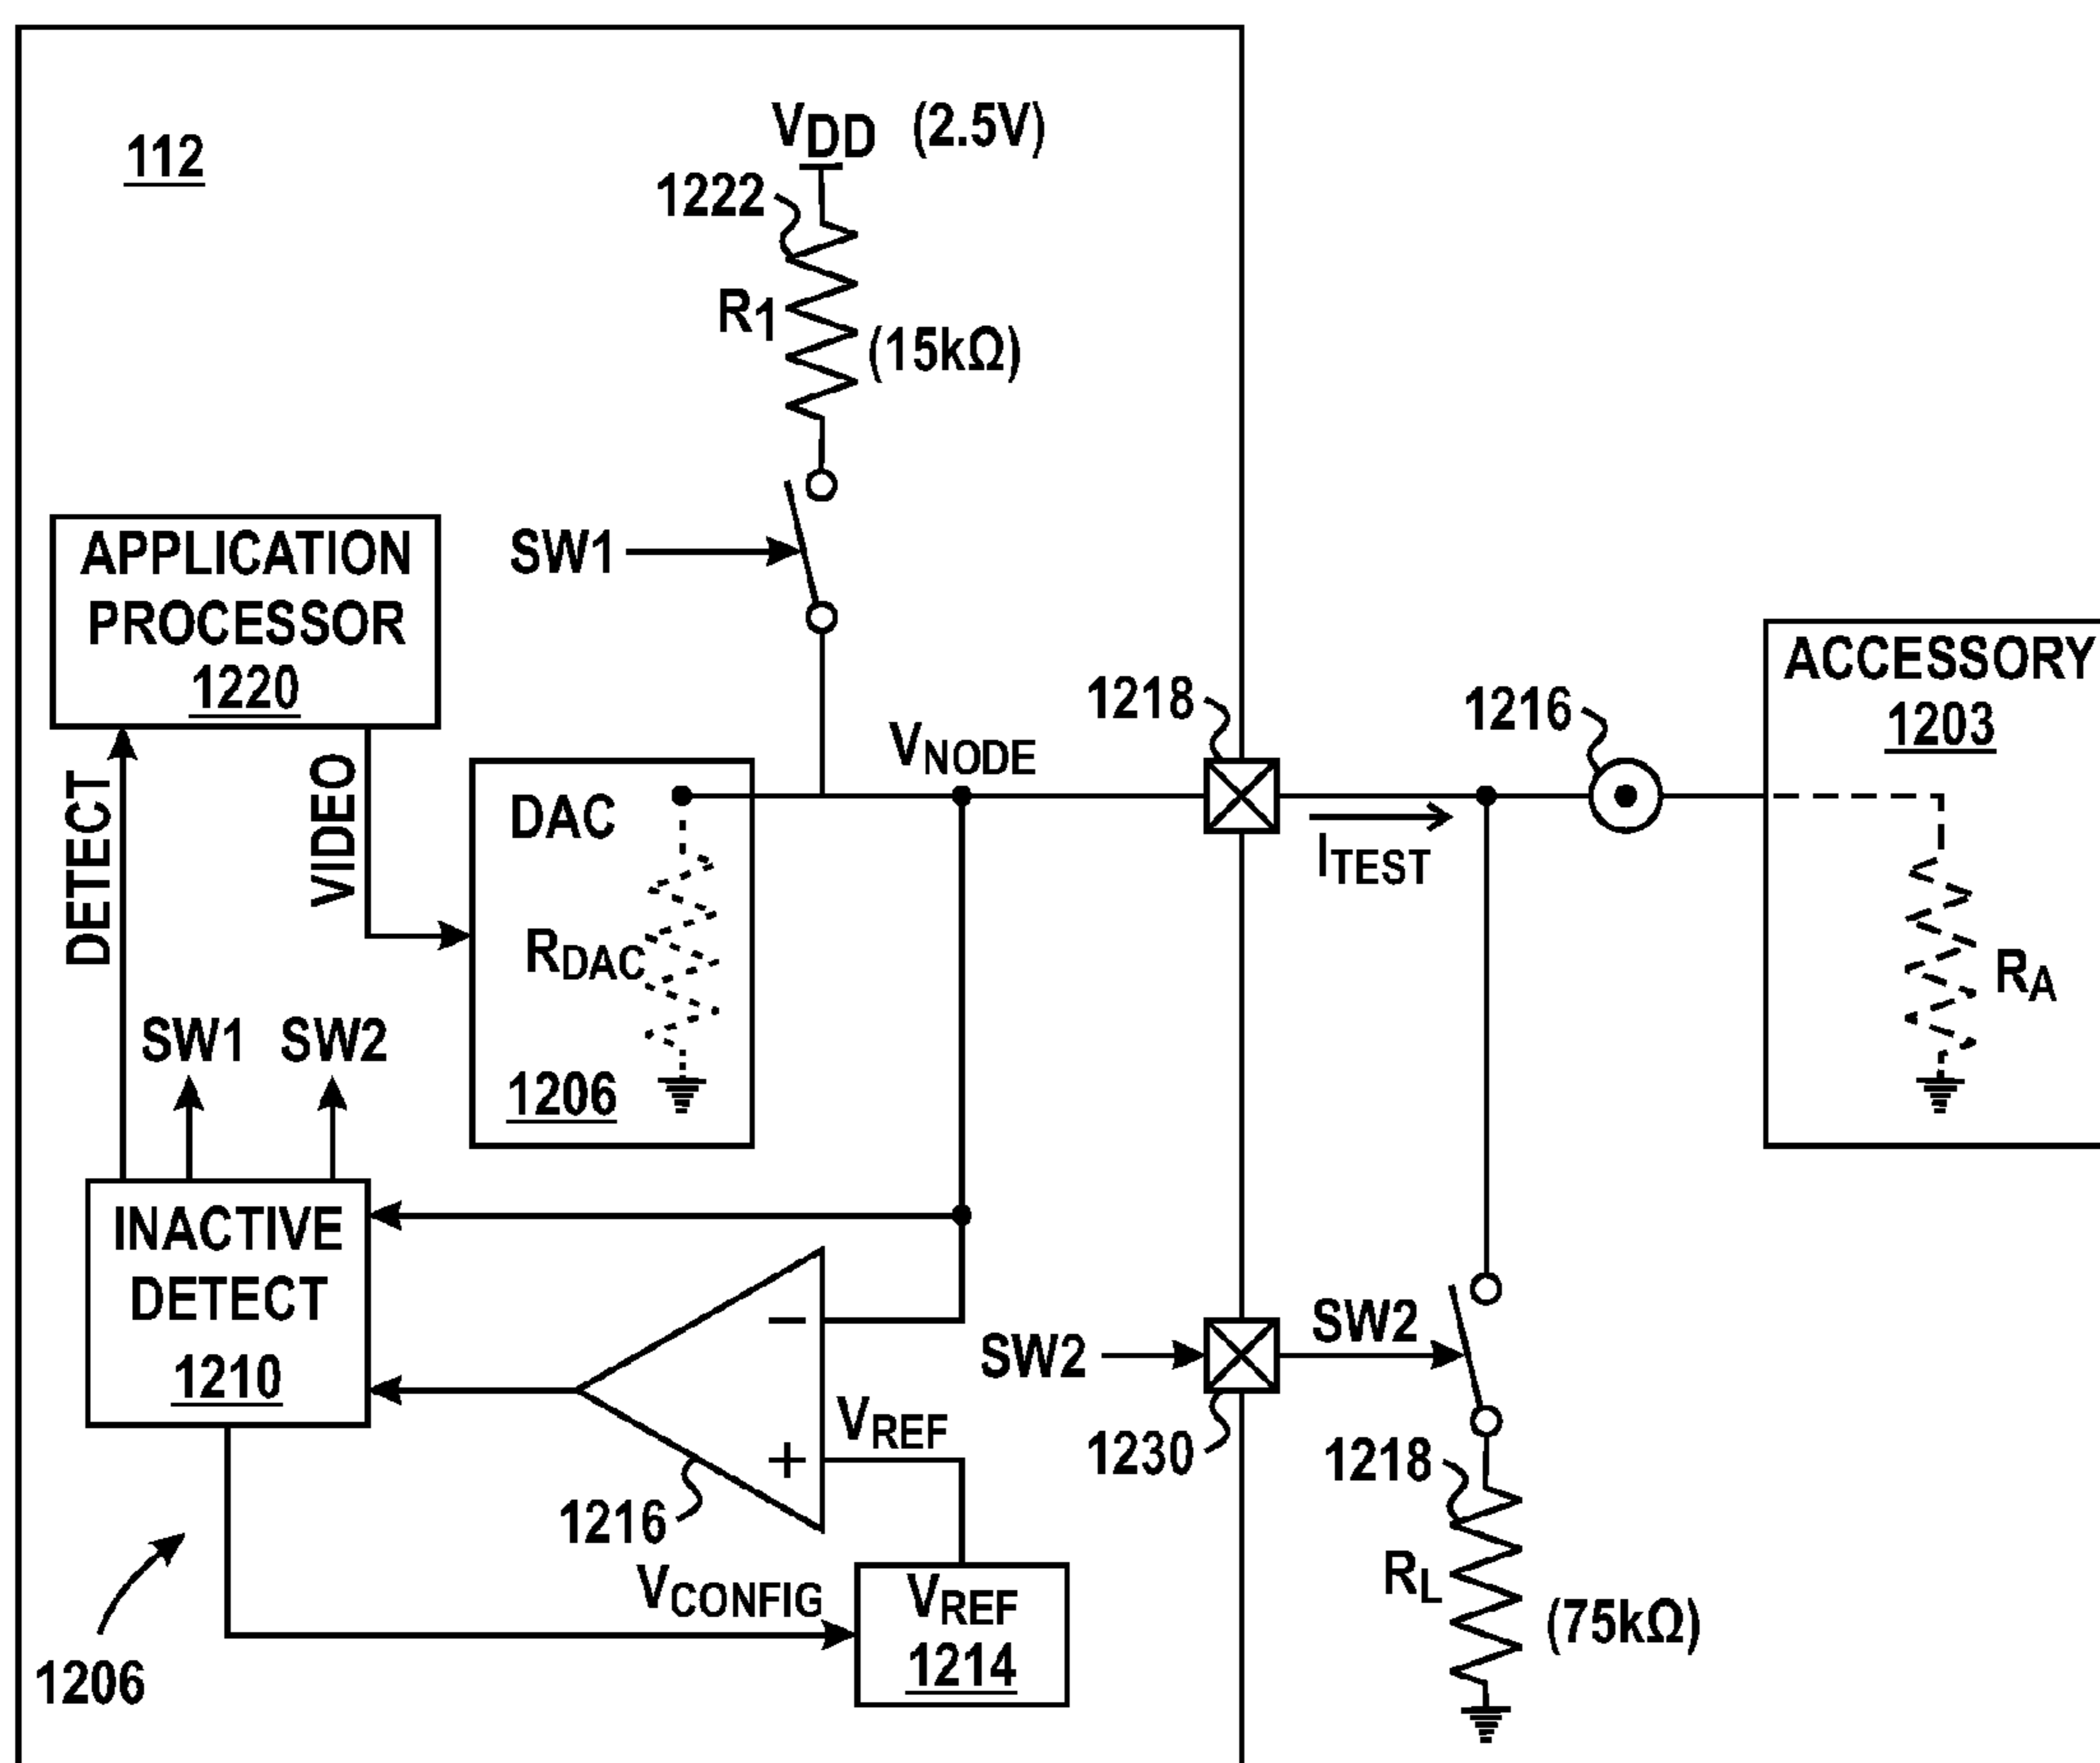 112
VDD (2.5V)
1222
R1
(15kΩ)
SW1
APPLICATION
PROCESSOR
1220
DETECT
VIDEO
DAC
RDAC
1206
VNODE
1218
ITEST
1216
ACCESSORY
1203
RA
SW1 SW2
INACTIVE
DETECT
1210
−
+
VREF
1216
VCONFIG
VREF
1214
1206
SW2
1230
SW2
1218
RL
(75kΩ)